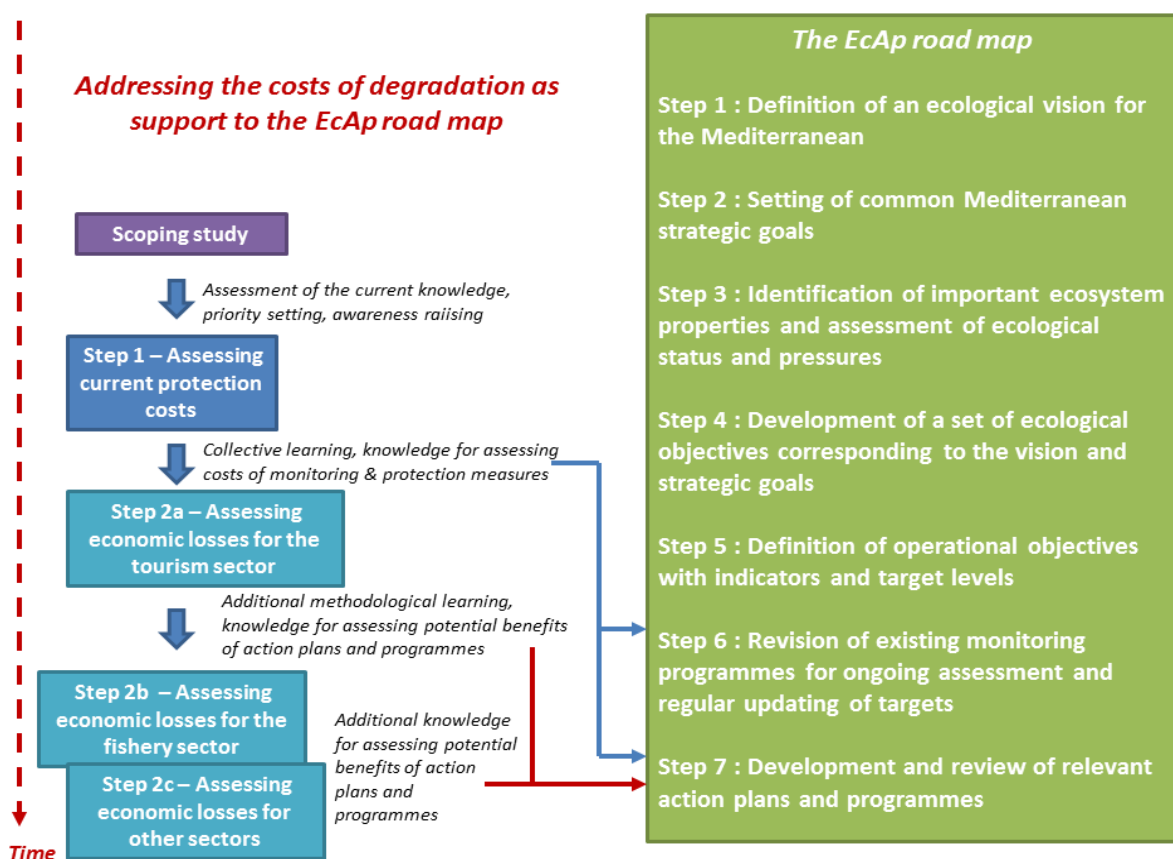 Addressing the costs of degradation as
support to the EcAp road map
Scoping study
Assessment of the current knowledge,
priority setting, awareness raiising
Step 1 – Assessing
current protection
costs
Collective learning, knowledge for assessing
costs of monitoring & protection measures
Step 2a – Assessing
economic losses for the
tourism sector
Additional methodological learning,
knowledge for assessing potential benefits
of action plans and programmes
Step 2b – Assessing
economic losses for the
fishery sector
Additional knowledge
for assessing potential
benefits of action
plans and
programmes
Step 2c – Assessing
economic losses for
other sectors
Time
The EcAp road map
Step 1 : Definition of an ecological vision for
the Mediterranean
Step 2 : Setting of common Mediterranean
strategic goals
Step 3 : Identification of important ecosystem
properties and assessment of ecological
status and pressures
Step 4 : Development of a set of ecological
objectives corresponding to the vision and
strategic goals
Step 5 : Definition of operational objectives
with indicators and target levels
Step 6 : Revision of existing monitoring
programmes for ongoing assessment and
regular updating of targets
Step 7 : Development and review of relevant
action plans and programmes